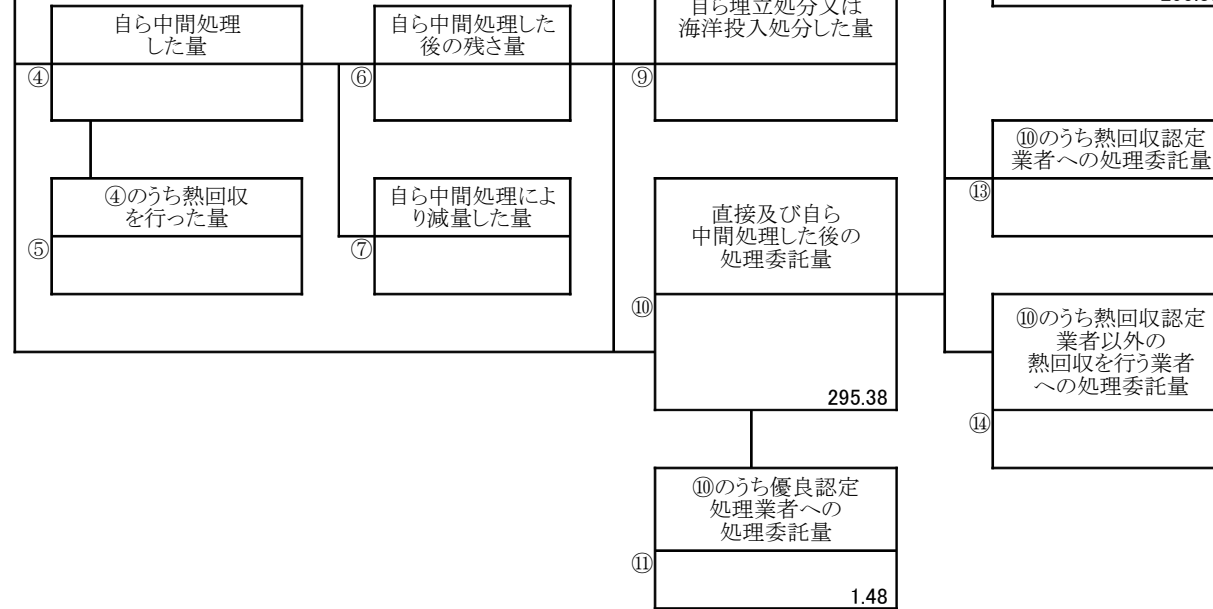 自ら中間処理
した量
④
自ら中間処理した
後の残さ量
⑥
自ら埋立処分又は
海洋投入処分した量
⑨
⑩のうち熱回収認定
業者への処理委託量
⑬
④のうち熱回収
を行った量
⑤
自ら中間処理によ
り減量した量
⑦
直接及び自ら
中間処理した後の
処理委託量
⑩
295.38
⑩のうち熱回収認定
業者以外の
熱回収を行う業者
への処理委託量
⑭
⑩のうち優良認定
処理業者への
処理委託量
⑪
1.48